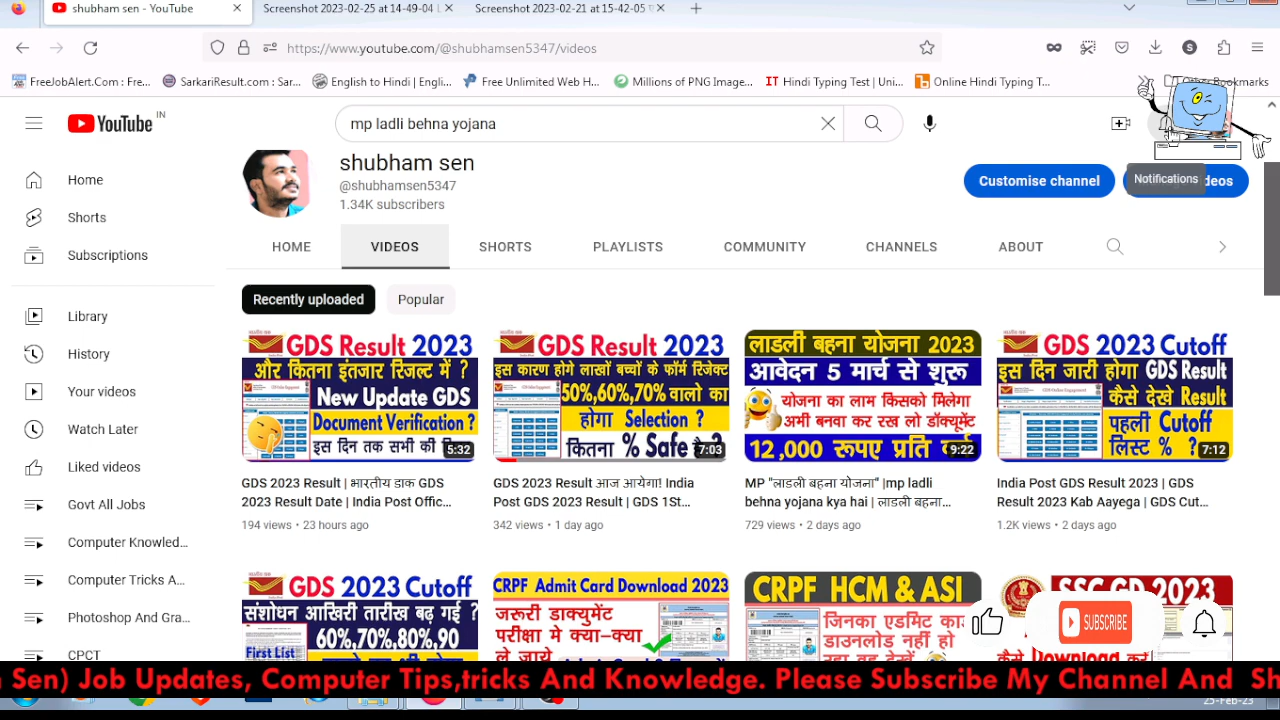 shubham sen - YouTube
Screenshot 2023-02-25 at 14-49-04 L
Screenshot 2023-02-21 at 15-42-05 t
https://www.youtube.com/@shubhamsen5347/videos
FreeJobAlert.Com : Fre...
SarkariResult.com : Sar...
English to Hindi | Engli...
Free Unlimited Web H...
Millions of PNG Image...
IT Hindi Typing Test | Uni...
Online Hindi Typing T...
Other Bookmarks
YouTube IN
mp ladli behna yojana
Notifications
shubham sen
@shubhamsen5347
1.34K subscribers
Customise channel
Home
Shorts
Subscriptions
Library
History
Your videos
Watch Later
Liked videos
Govt All Jobs
Computer Knowled...
Computer Tricks A...
Photoshop And Gra...
CPCT
HOME
VIDEOS
SHORTS
PLAYLISTS
COMMUNITY
CHANNELS
ABOUT
Recently uploaded
Popular
GDS Result 2023
ओर कितना इंतजार रिजल्ट में ?
New Update GDS
Document Verification ?
5:32
GDS 2023 Result | भारतीय डाक GDS
2023 Result Date | India Post Offic...
194 views • 23 hours ago
GDS Result 2023
इस कारण होगे लाखों बच्चों के फॉर्म रिजेक्ट
50%,60%,70% वालो का
होगा Selection ?
कितना % Safe है
7:03
GDS 2023 Result आज आयेगा! India
Post GDS 2023 Result | GDS 1St...
342 views • 1 day ago
लाडली बहना योजना 2023
आवेदन 5 मार्च से शुरू
योजना का लाभ किसको मिलेगा
अभी बनवा कर रख लो डॉक्यूमेंट
12,000 रूपए प्रति वर्ष
9:22
MP "लाडली बहना योजना" |mp ladli
behna yojana kya hai | लाडली बहना...
729 views • 2 days ago
GDS 2023 Cutoff
इस दिन जारी होगा GDS Result
कैसे देखें Result
पहली Cutoff
लिस्ट % ?
7:12
India Post GDS Result 2023 | GDS
Result 2023 Kab Aayega | GDS Cut...
1.2K views • 2 days ago
GDS 2023 Cutoff
संशोधन आखिरी तारीख बढ़ गई ?
60%,70%,80%,90
First List
CRPF Admit Card Download 2023
जरूरी डाक्युमेंट
परीक्षा मे क्या-क्या
ले जाये
CRPF HCM & ASI
जिनका एडमिट का
डाउनलोड नहीं हो
रहा वह देखें
SSC GD 2023
कैसे Download करें
SUBSCRIBE
Sen) Job Updates, Computer Tips,tricks And Knowledge. Please Subscribe My Channel And Sh
25-Feb-23